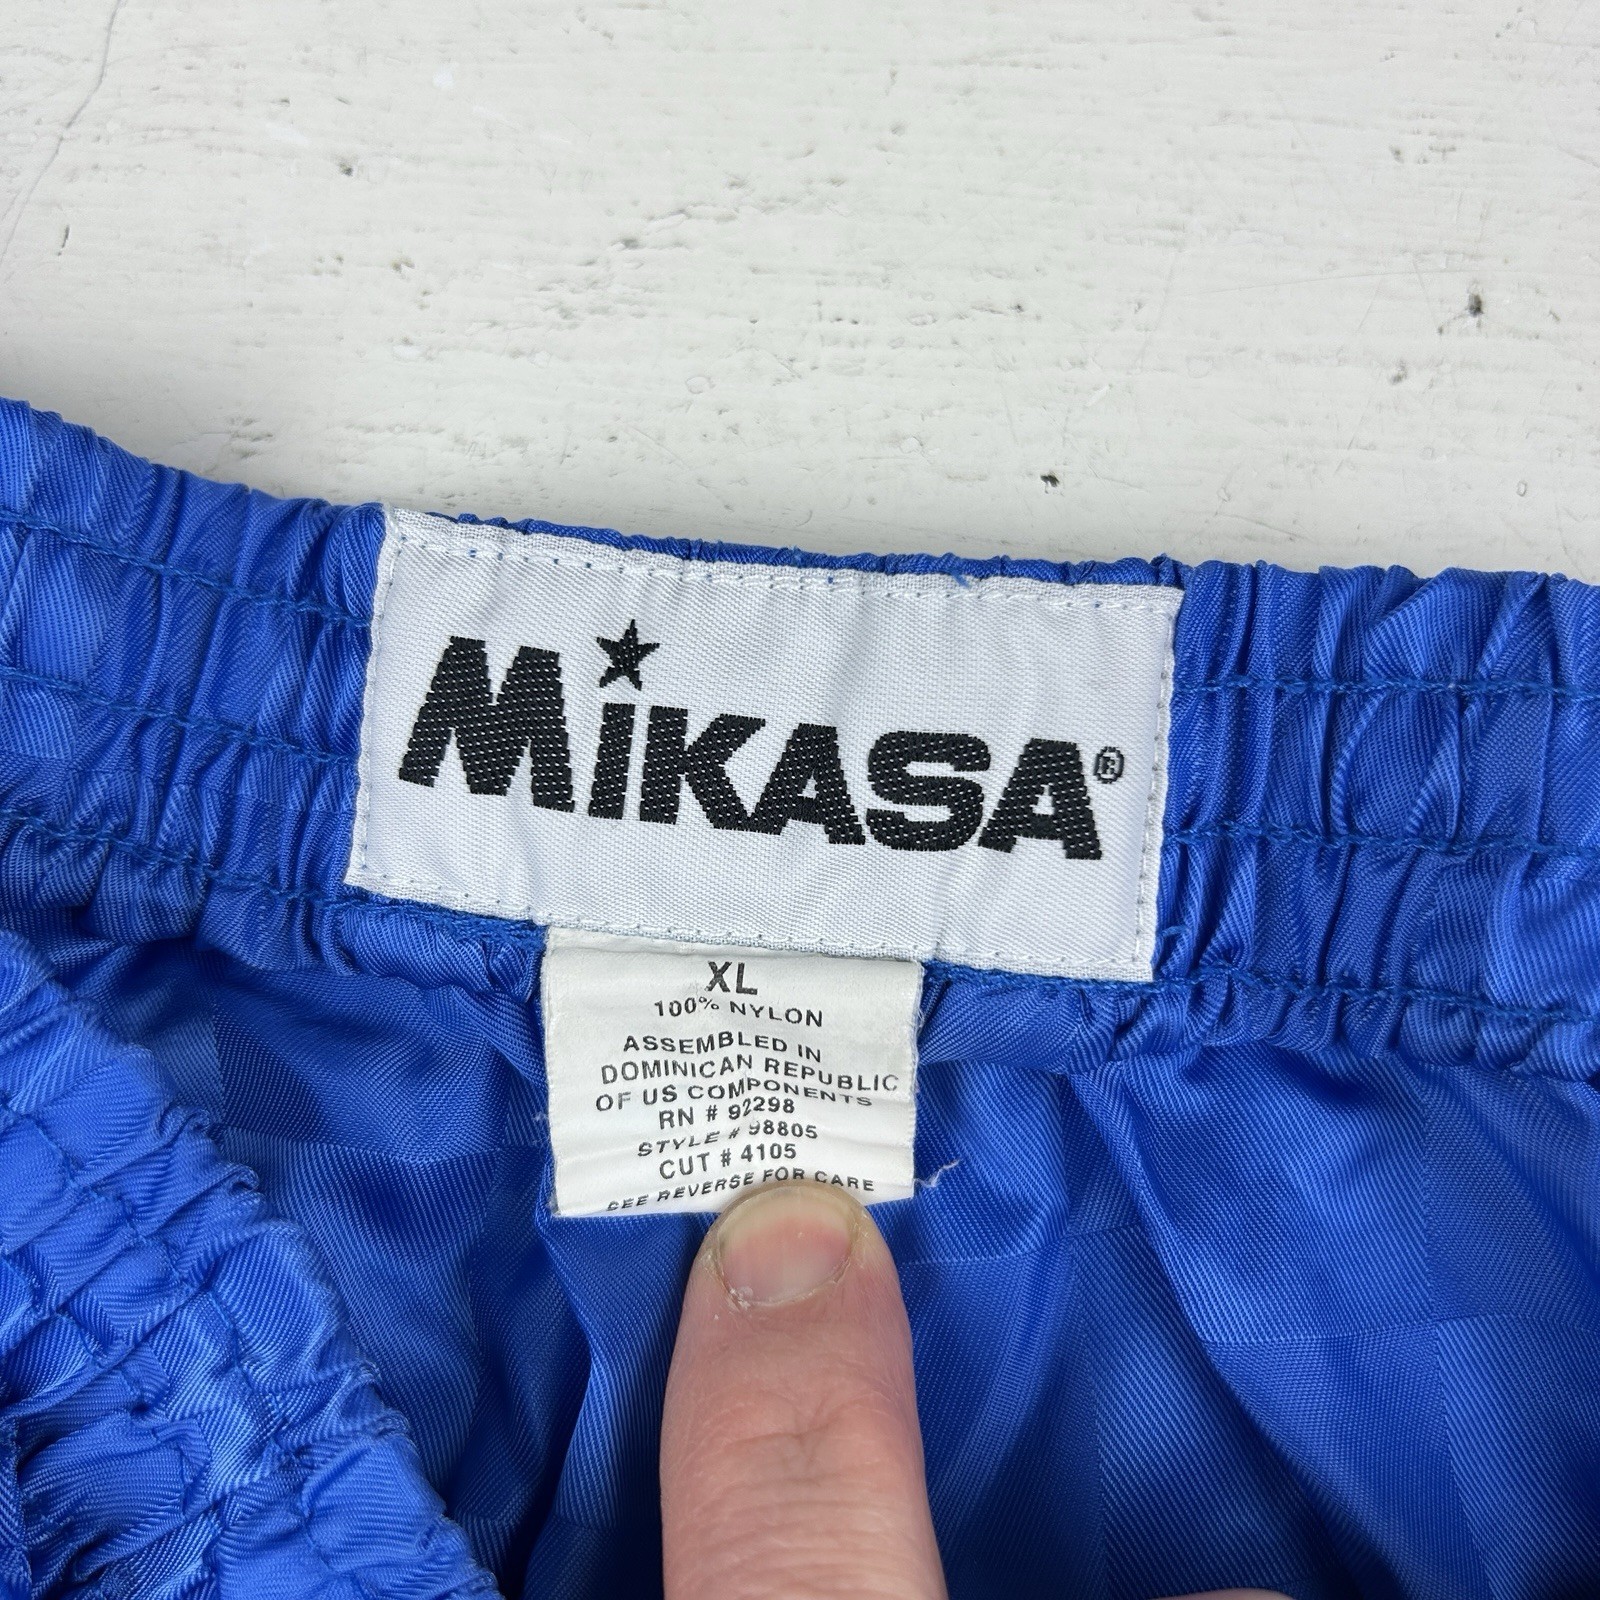 MiKASA®
XL
100% NYLON
ASSEMBLED IN
DOMINICAN REPUBLIC
OF US COMPONENTS
RN # 92298
STYLE # 98805
CUT # 4105
SEE REVERSE FOR CARE